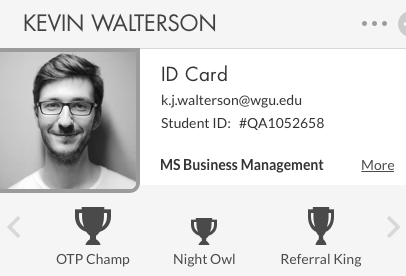 KEVIN WALTERSON
ID Card
k.j.walterson@wgu.edu
Student ID: #QA1052658
MS Business Management More
OTP Champ Night Owl Referral King